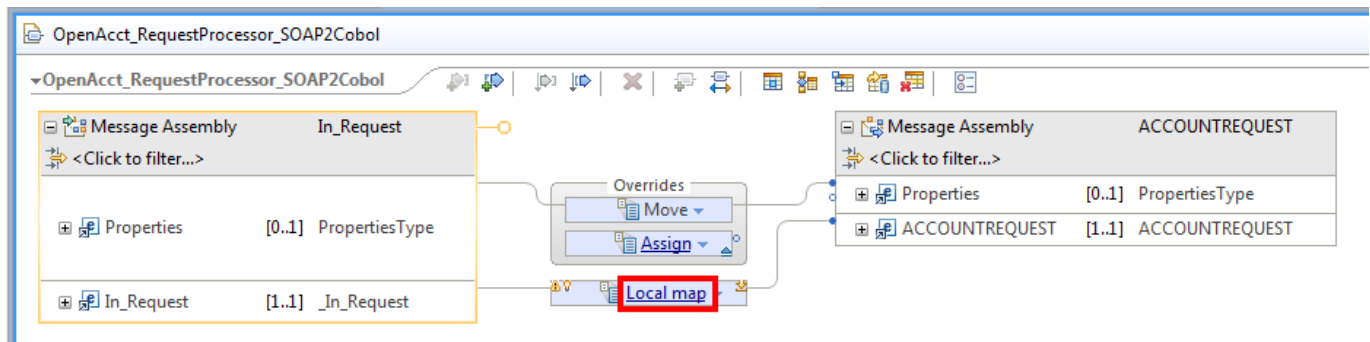 OpenAcct_RequestProcessor_SOAP2Cobol
OpenAcct_RequestProcessor_SOAP2Cobol
Message Assembly In_Request
<Click to filter...>
Properties [0..1] PropertiesType
In_Request [1..1] _In_Request
Overrides
Move
Assign
Local map
Message Assembly ACCOUNTREQUEST
<Click to filter...>
Properties [0..1] PropertiesType
ACCOUNTREQUEST [1..1] ACCOUNTREQUEST